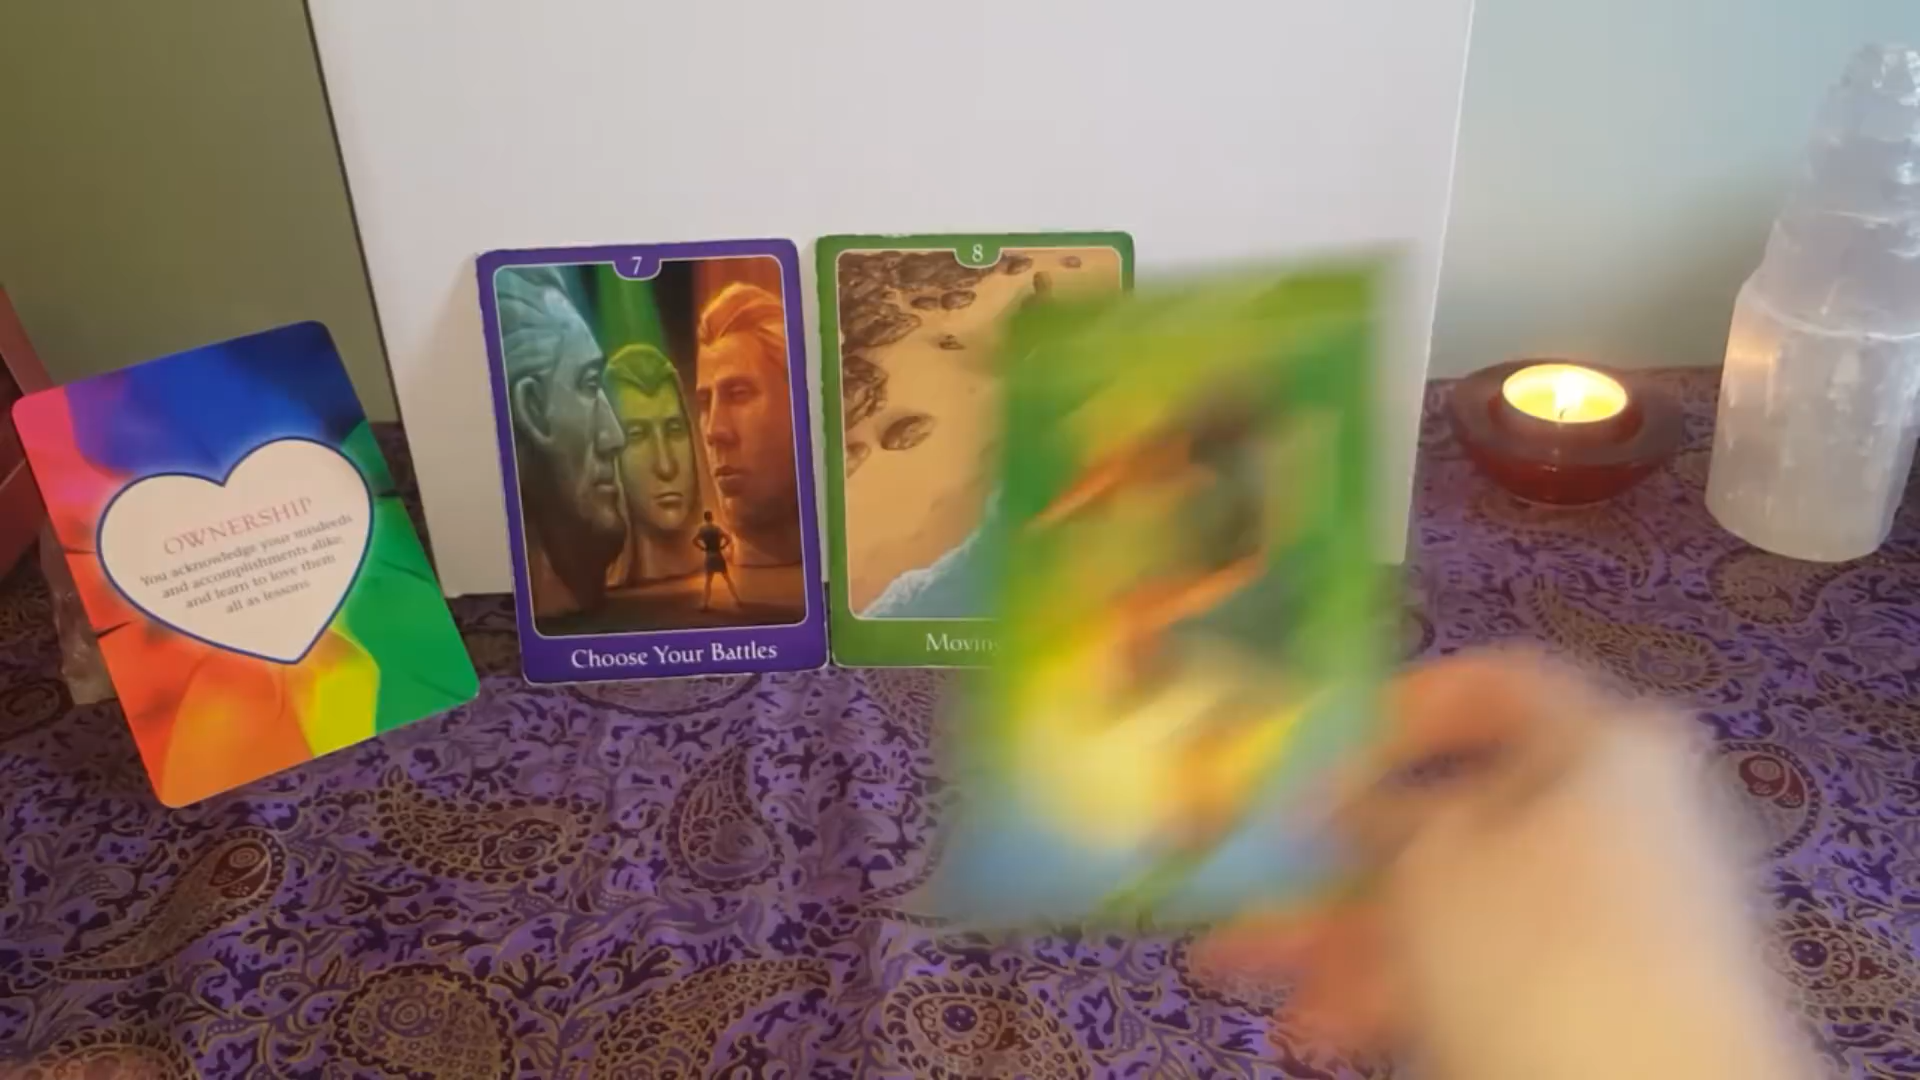 OWNERSHIP
You acknowledge your misdeeds
and accomplishments alike,
and learn to love them
all as lessons
7
Choose Your Battles
8
Moving